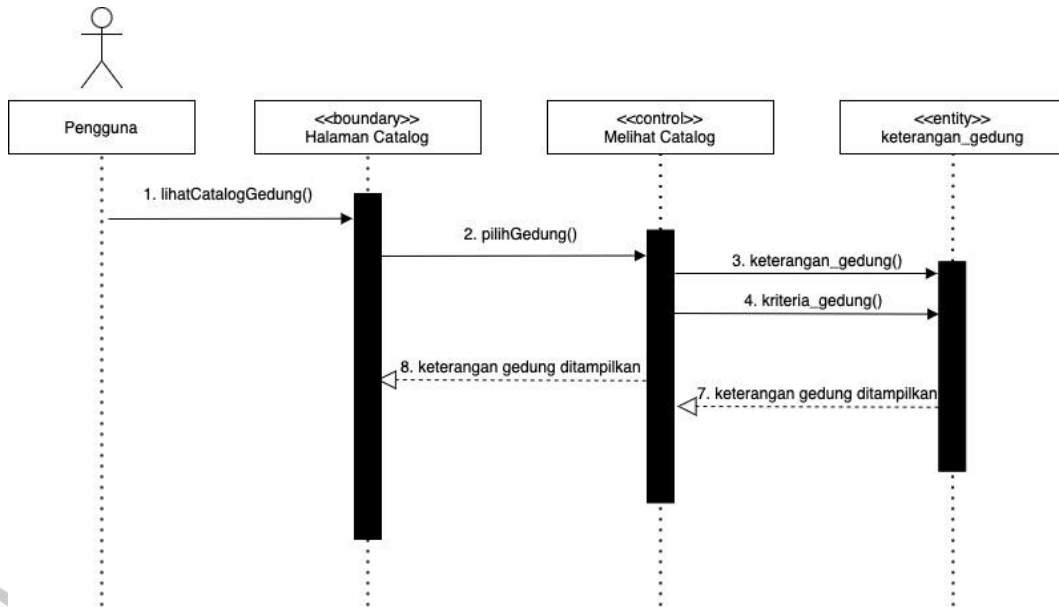 Pengguna
<<boundary>>
Halaman Catalog
<<control>>
Melihat Catalog
<<entity>>
keterangan_gedung
1. lihatCatalogGedung()
2. pilihGedung()
3. keterangan_gedung()
4. kriteria_gedung()
8. keterangan gedung ditampilkan
7. keterangan gedung ditampilkan